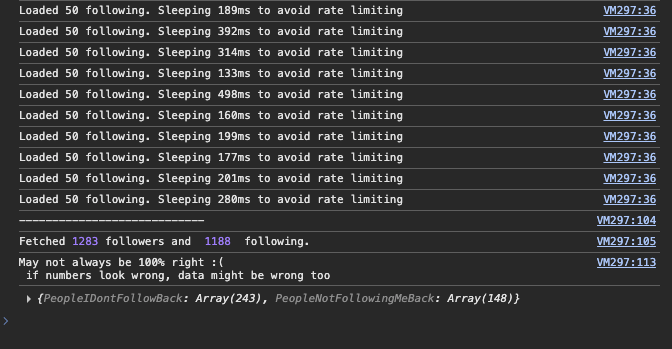 Loaded 50 following. Sleeping 189ms to avoid rate limiting VM297:36
Loaded 50 following. Sleeping 392ms to avoid rate limiting VM297:36
Loaded 50 following. Sleeping 314ms to avoid rate limiting VM297:36
Loaded 50 following. Sleeping 133ms to avoid rate limiting VM297:36
Loaded 50 following. Sleeping 498ms to avoid rate limiting VM297:36
Loaded 50 following. Sleeping 160ms to avoid rate limiting VM297:36
Loaded 50 following. Sleeping 199ms to avoid rate limiting VM297:36
Loaded 50 following. Sleeping 177ms to avoid rate limiting VM297:36
Loaded 50 following. Sleeping 201ms to avoid rate limiting VM297:36
Loaded 50 following. Sleeping 280ms to avoid rate limiting VM297:36
---------------------------- VM297:104
Fetched 1283 followers and 1188 following. VM297:105
May not always be 100% right :( VM297:113
if numbers look wrong, data might be wrong too
▸ {PeopleIDontFollowBack: Array(243), PeopleNotFollowingMeBack: Array(148)}
>